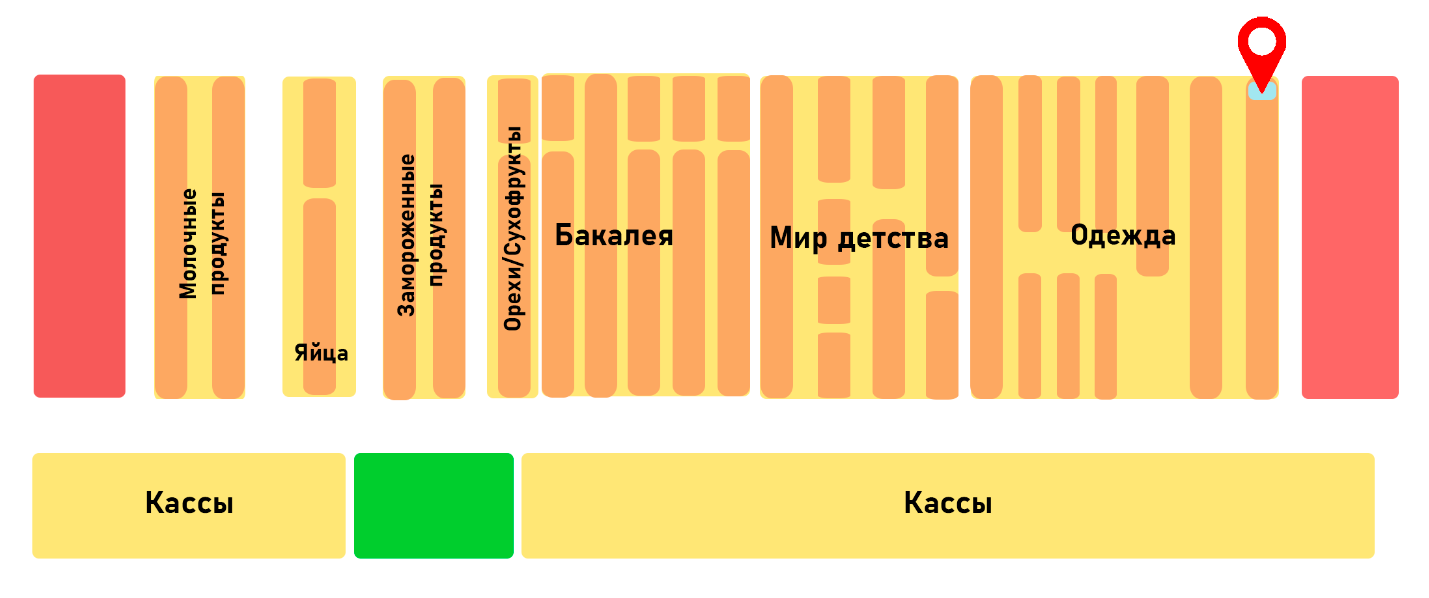 Молочные
продукты
Яйца
Замороженные
продукты
Орехи/Сухофрукты
Бакалея
Мир детства
Одежда
Кассы
Кассы